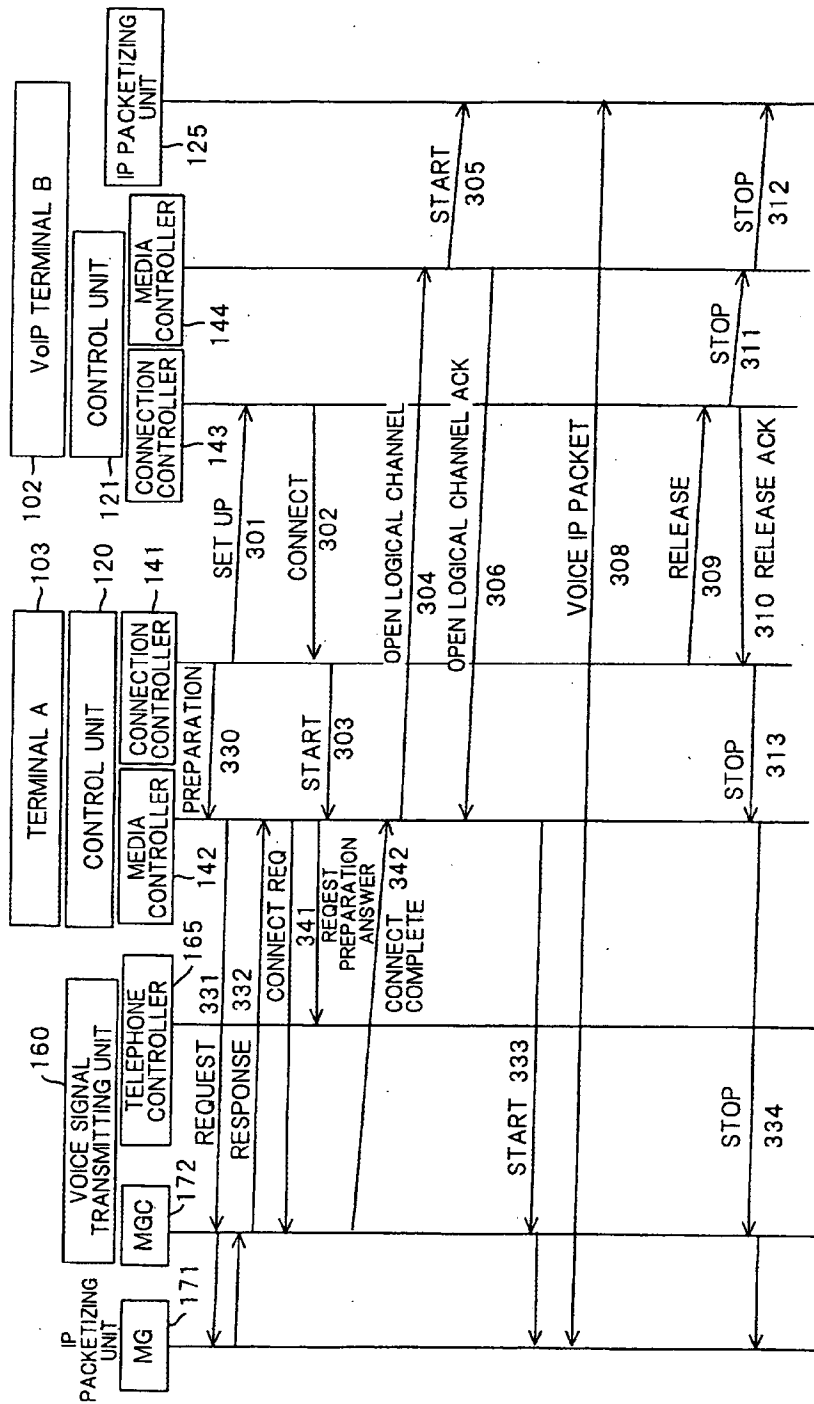 IP PACKETIZING
UNIT
MG
171
VOICE SIGNAL
TRANSMITTING UNIT
160
MGC
172
TELEPHONE
CONTROLLER
165
TERMINAL A
103
CONTROL UNIT
120
MEDIA
CONTROLLER
142
CONNECTION
CONTROLLER
141
VoIP TERMINAL B
102
CONTROL UNIT
121
CONNECTION
CONTROLLER
143
MEDIA
CONTROLLER
144
IP PACKETIZING
UNIT
125
PREPARATION
330
REQUEST 331
SET UP
301
RESPONSE 332
CONNECT REQ
341
CONNECT
302
START
303
REQEST
PREPARATION
ANSWER
CONNECT 342
COMPLETE
OPEN LOGICAL CHANNEL
304
START
305
OPEN LOGICAL CHANNEL ACK
306
START 333
VOICE IP PACKET
308
RELEASE
309
310 RELEASE ACK
STOP
311
STOP
312
STOP
313
STOP
334